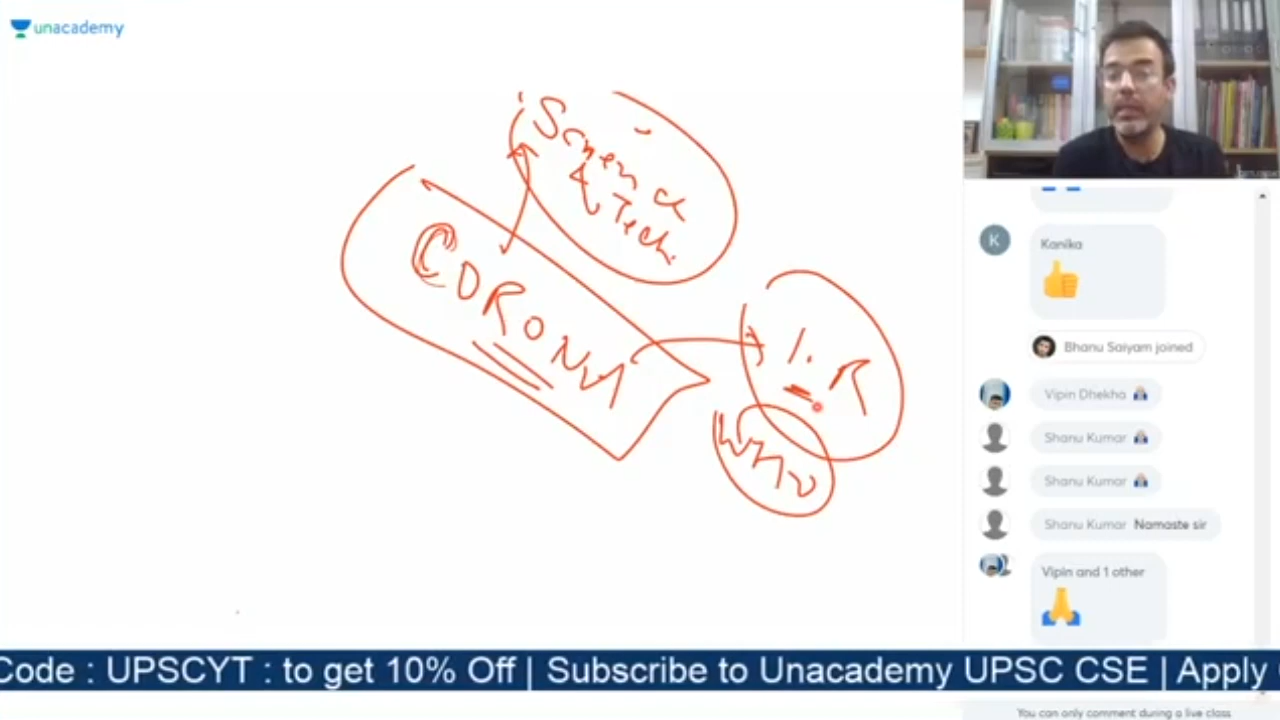 unacademy
Science
& Tech.
CORONA
I. R
WHO
Kanika
Bhanu Saiyam joined
Vipin Dhekha
Shanu Kumar
Shanu Kumar
Shanu Kumar Namaste sir
Vipin and 1 other
Code : UPSCYT : to get 10% Off | Subscribe to Unacademy UPSC CSE | Apply
You can only comment during a live class